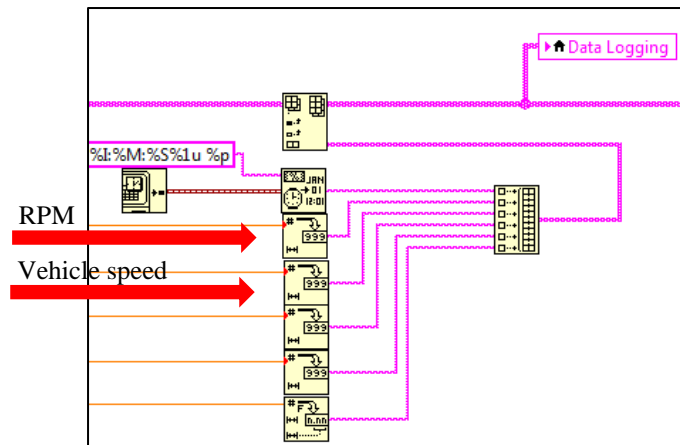 Data Logging
%I:%M:%S%1u %p
JAN
01
12:01
RPM
#
999
Vehicle speed
#
999
#
999
#
999
#
F
n.nn